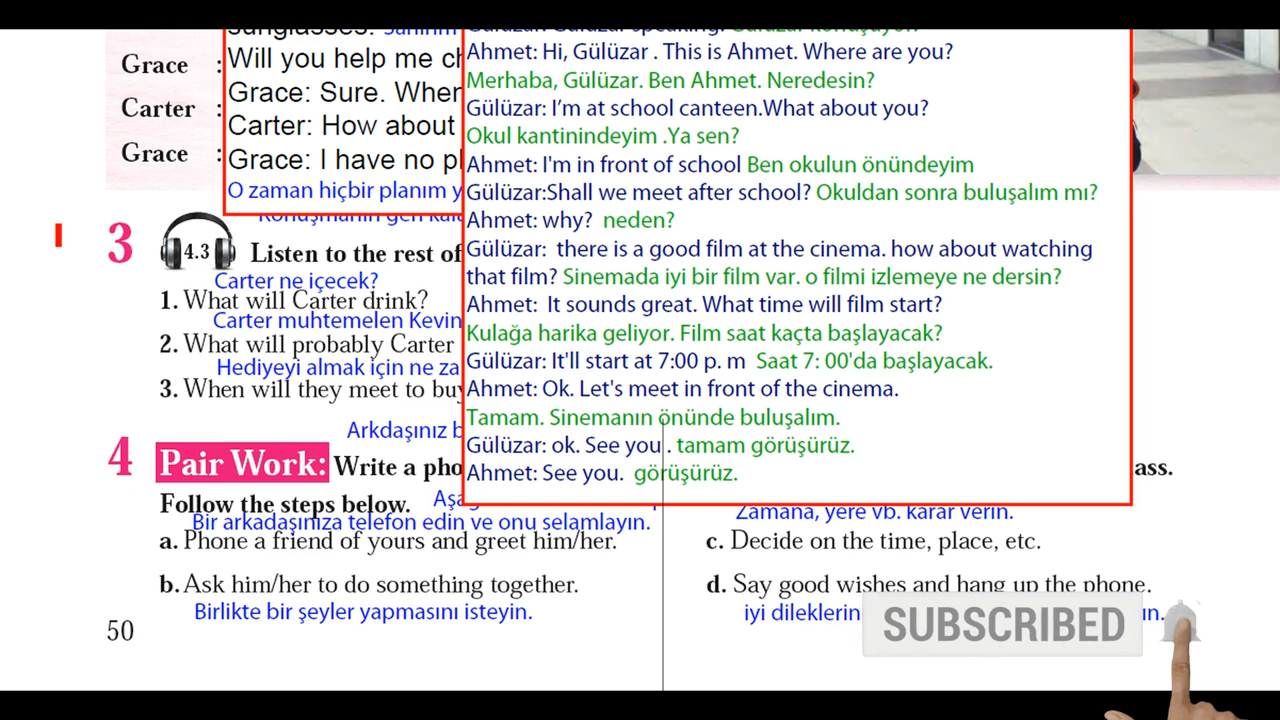 Grace :
Carter :
Grace :
sunglasses.
Will you help me ch
Grace: Sure. When
Carter: How about
Grace: I have no pl
O zaman hiçbir planım y
Ahmet: Hi, Gülüzar . This is Ahmet. Where are you?
Merhaba, Gülüzar. Ben Ahmet. Neredesin?
Gülüzar: I'm at school canteen.What about you?
Okul kantinindeyim .Ya sen?
Ahmet: I'm in front of school Ben okulun önündeyim
Gülüzar:Shall we meet after school? Okuldan sonra buluşalım mı?
Ahmet: why? neden?
Gülüzar: there is a good film at the cinema. how about watching
that film? Sinemada iyi bir film var. o filmi izlemeye ne dersin?
Ahmet: It sounds great. What time will film start?
Kulağa harika geliyor. Film saat kaçta başlayacak?
Gülüzar: It'll start at 7:00 p. m Saat 7: 00'da başlayacak.
Ahmet: Ok. Let's meet in front of the cinema.
Tamam. Sinemanın önünde buluşalım.
Gülüzar: ok. See you . tamam görüşürüz.
Ahmet: See you. görüşürüz.
3 4.3 Listen to the rest of
Carter ne içecek?
1. What will Carter drink?
Carter muhtemelen Kevin
2. What will probably Carter
Hediyeyi almak için ne za
3. When will they meet to buy
Arkdaşınız b
4 Pair Work: Write a pho ass.
Follow the steps below. Aşa
Bir arkadaşınıza telefon edin ve onu selamlayın.
a. Phone a friend of yours and greet him/her.
b. Ask him/her to do something together.
Birlikte bir şeyler yapmasını isteyin.
Zamana, yere vb. karar verin.
c. Decide on the time, place, etc.
d. Say good wishes and hang up the phone.
iyi dileklerin ın.
SUBSCRIBED
50